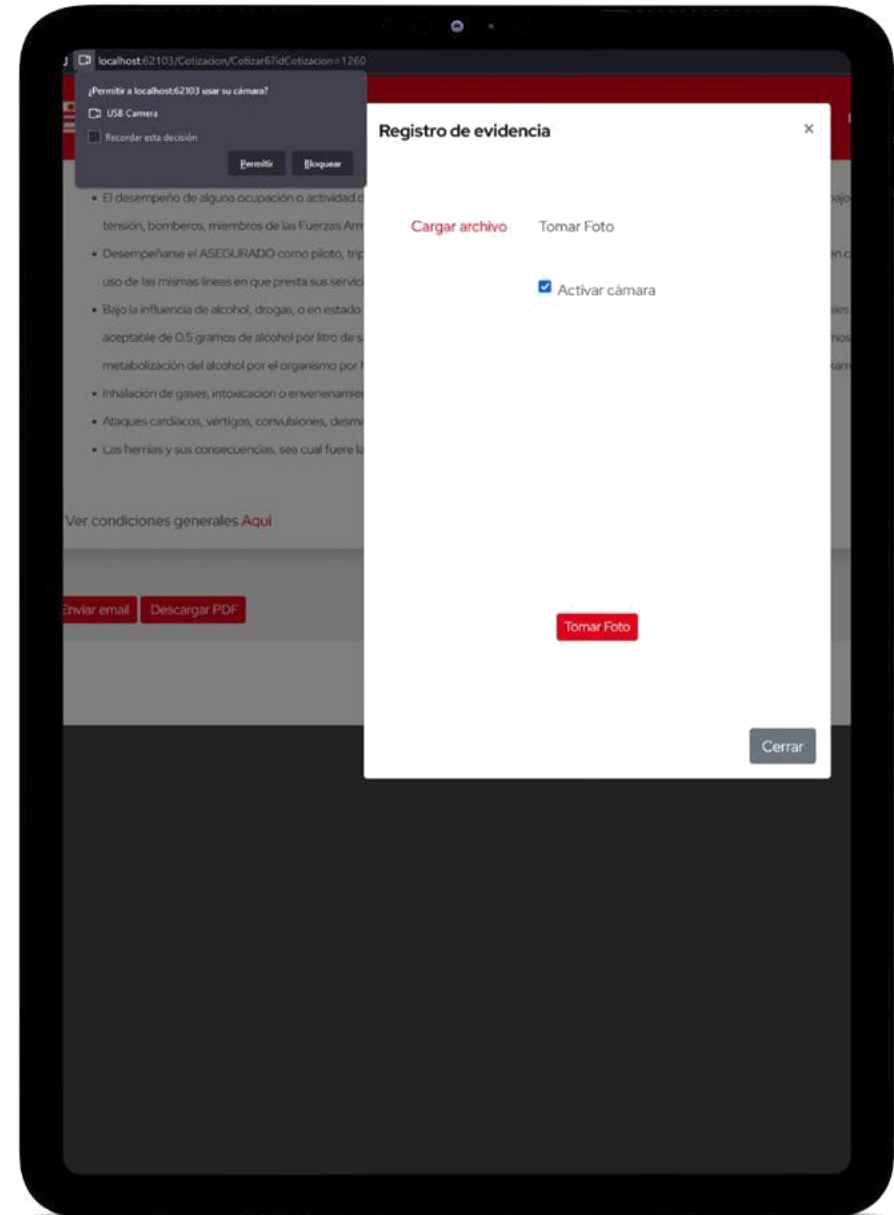 localhost:62103/Cotizacion/Cotizar6?idCotizacion=1260
¿Permitir a localhost:62103 usar su cámara?
USB Camera
Recordar esta decisión
Permitir Bloquear
Registro de evidencia ×
Cargar archivo Tomar Foto
Activar cámara
• El desempeño de alguna ocupación o actividad
tensión, bomberos, miembros de las Fuerzas
• Desempeñarse el ASEGURADO como piloto,
uso de las mismas líneas en que presta sus
• Bajo la influencia de alcohol, drogas, o en estado
aceptable de 0.5 gramos de alcohol por litro de
metabolización del alcohol por el organismo por
• Inhalación de gases, intoxicación o
• Ataques cardíacos, vértigos, convulsiones,
• Las hernias y sus consecuencias, sea cual fuere la
Ver condiciones generales Aquí
Enviar email Descargar PDF
Tomar Foto
Cerrar